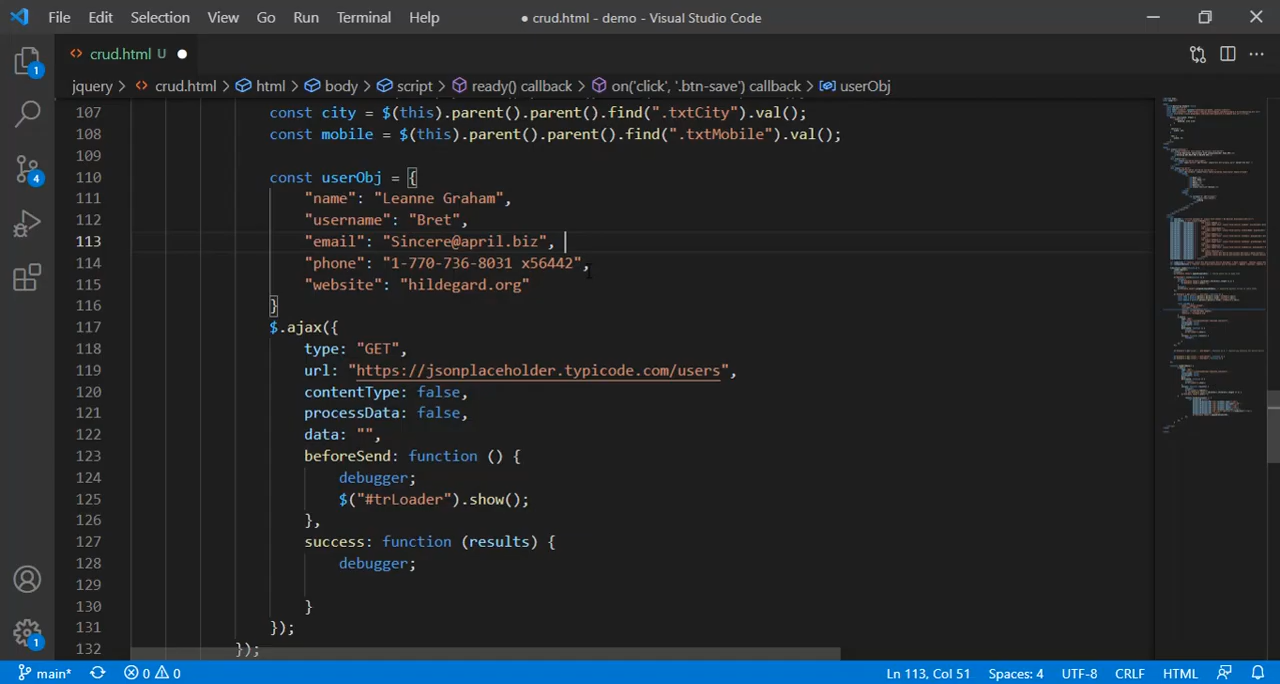 File Edit Selection View Go Run Terminal Help ● crud.html - demo - Visual Studio Code
crud.html U ●
jquery > crud.html > html > body > script > ready() callback > on('click', '.btn-save') callback > userObj
107 const city = $(this).parent().parent().find(".txtCity").val();
108 const mobile = $(this).parent().parent().find(".txtMobile").val();
109
110 const userObj = {
111 "name": "Leanne Graham",
112 "username": "Bret",
113 "email": "Sincere@april.biz",
114 "phone": "1-770-736-8031 x56442",
115 "website": "hildegard.org"
116 }
117 $.ajax({
118 type: "GET",
119 url: "https://jsonplaceholder.typicode.com/users",
120 contentType: false,
121 processData: false,
122 data: "",
123 beforeSend: function () {
124 debugger;
125 $("#trLoader").show();
126 },
127 success: function (results) {
128 debugger;
129
130 }
131 });
132 });
1
4
1
main* 0 0 Ln 113, Col 51 Spaces: 4 UTF-8 CRLF HTML